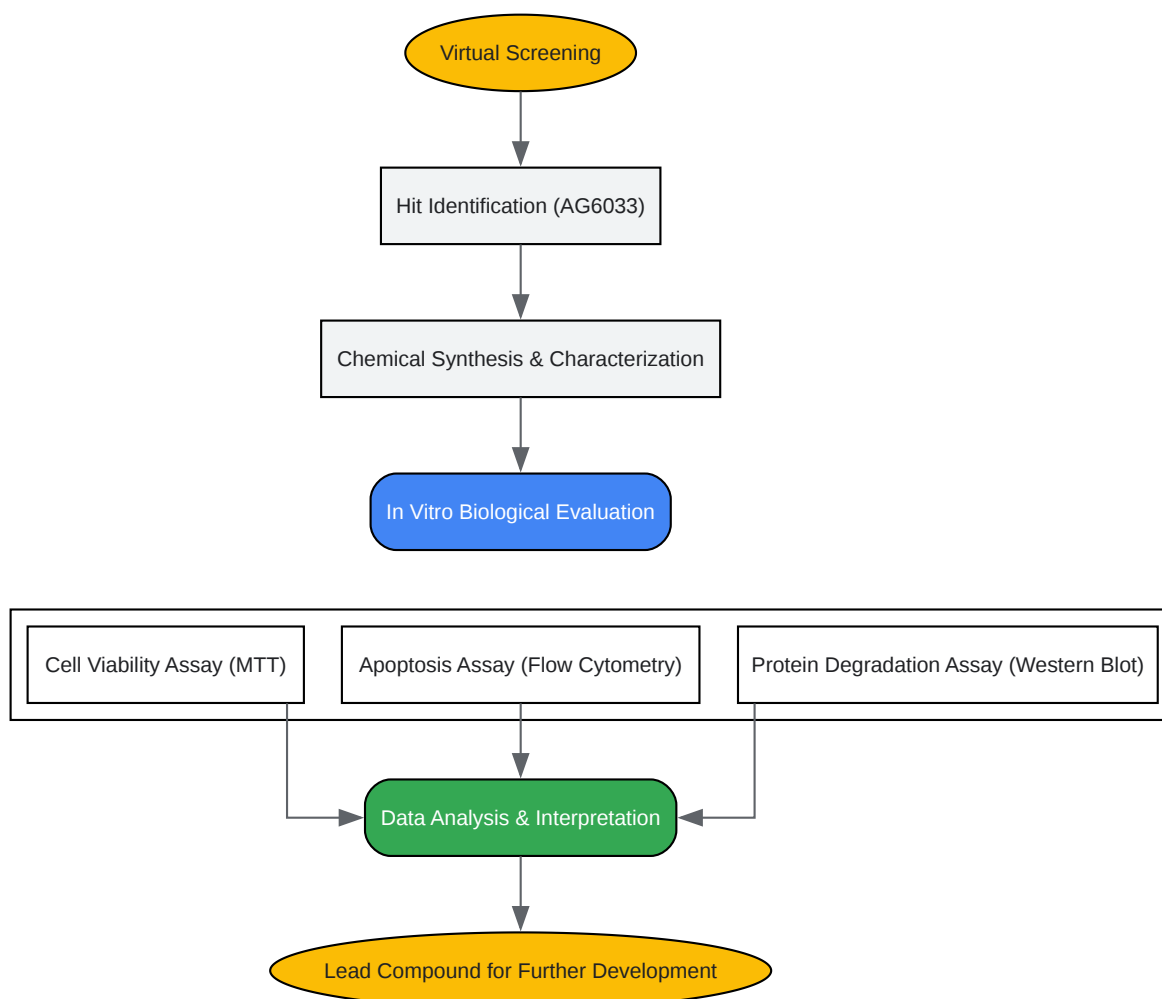 Virtual Screening
Hit Identification (AG6033)
Chemical Synthesis & Characterization
In Vitro Biological Evaluation
Cell Viability Assay (MTT)
Apoptosis Assay (Flow Cytometry)
Protein Degradation Assay (Western Blot)
Data Analysis & Interpretation
Lead Compound for Further Development